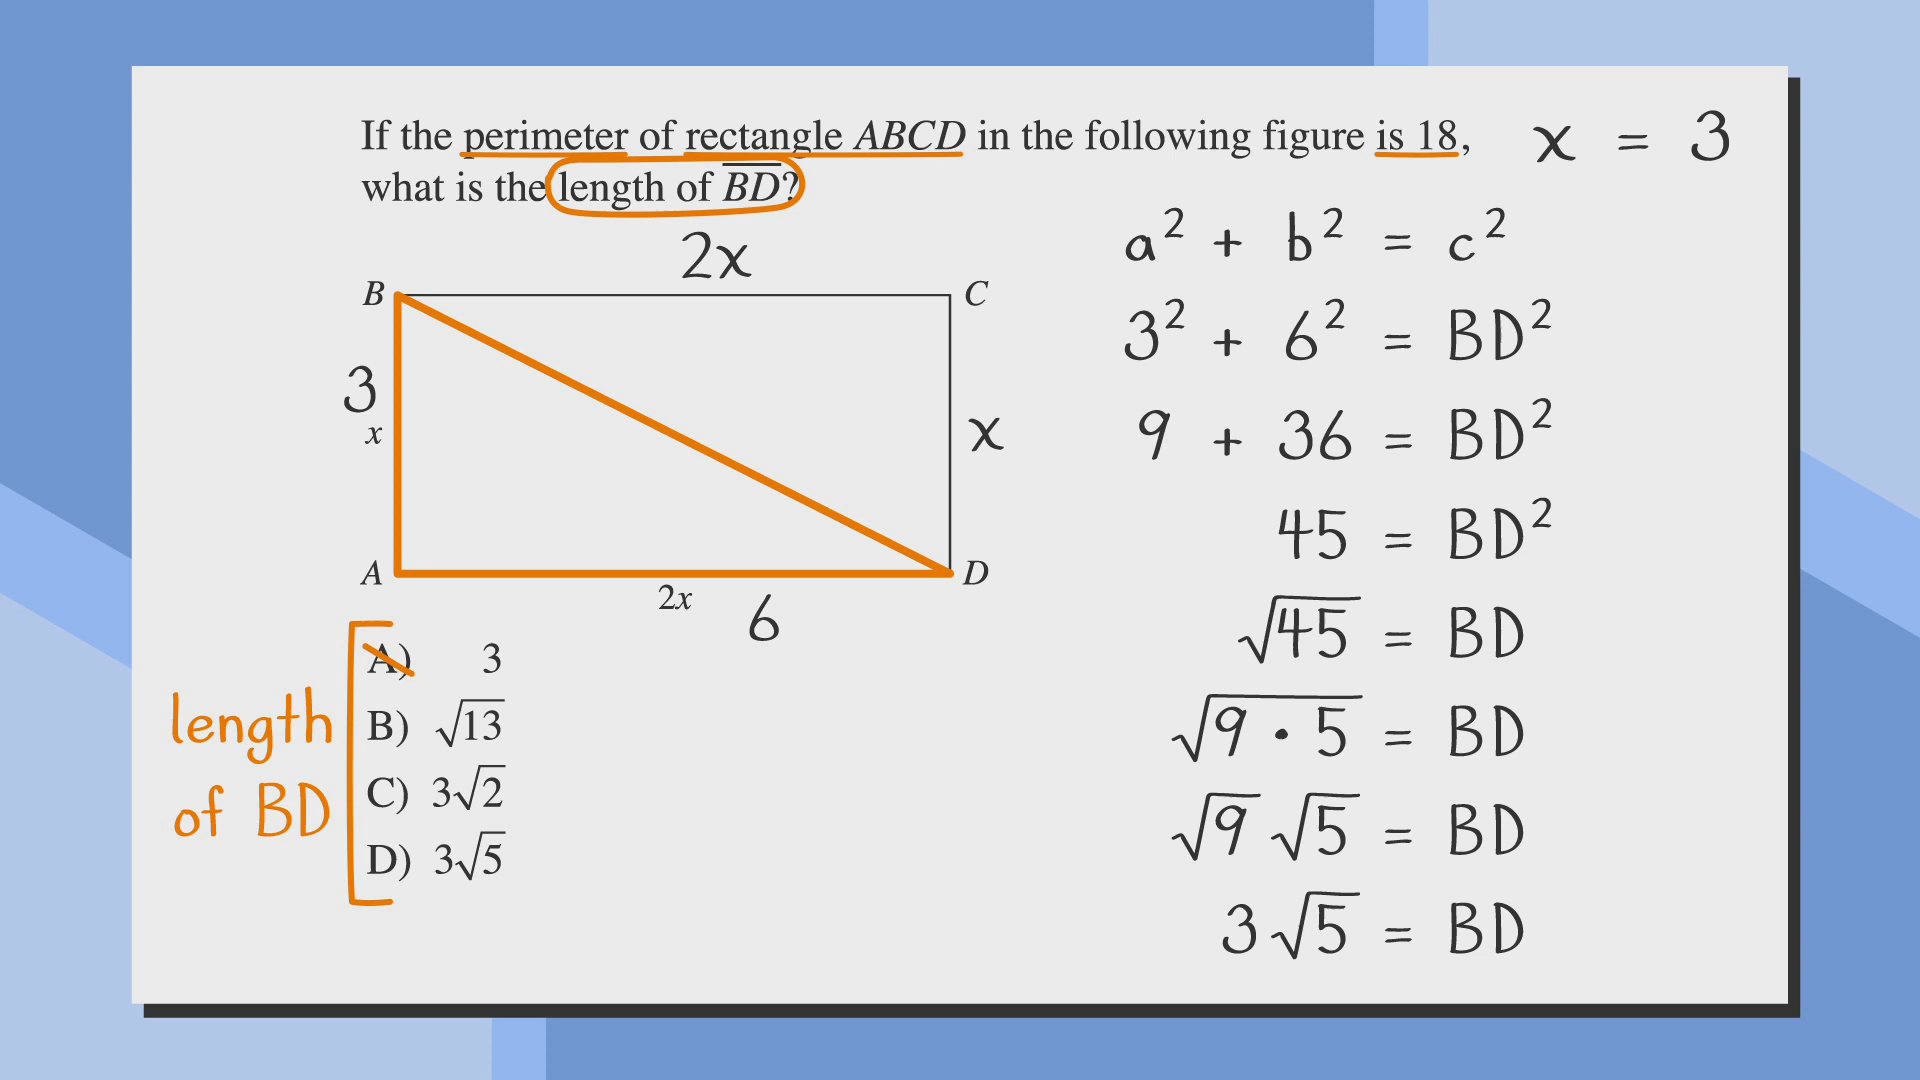 If the perimeter of rectangle ABCD in the following figure is 18,
what is the length of BD?
x = 3
2x
B
C
3
x
x
A
D
2x
6
length
of BD
A) 3
B) √13
C) 3√2
D) 3√5
a² + b² = c²
3² + 6² = BD²
9 + 36 = BD²
45 = BD²
√45 = BD
√9 · 5 = BD
√9 √5 = BD
3√5 = BD